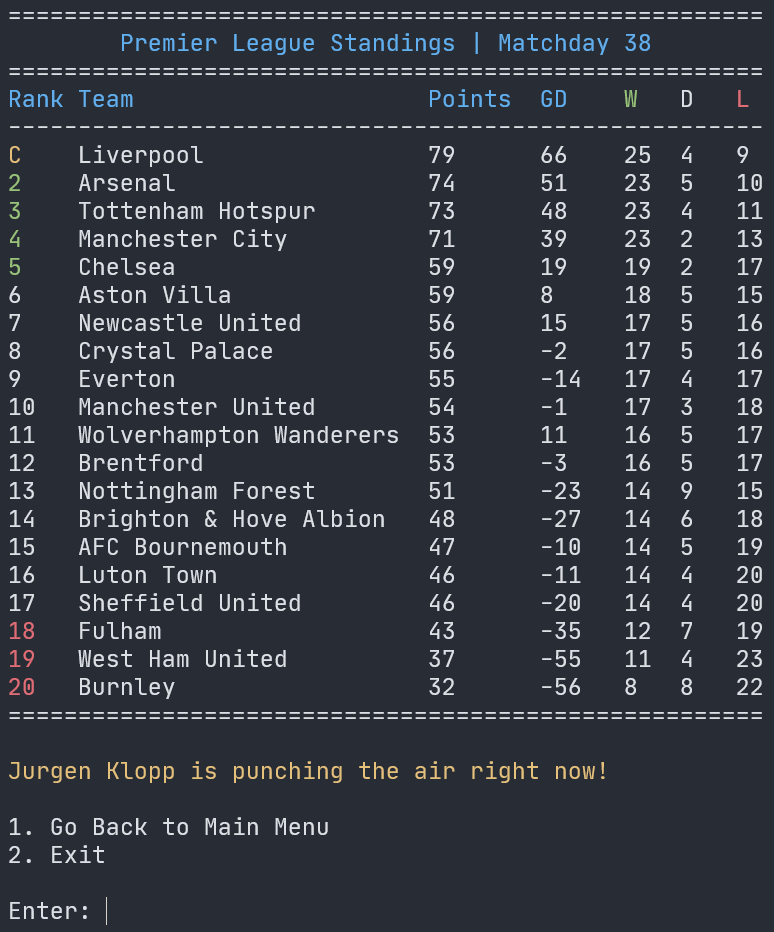 ======================================================
Premier League Standings | Matchday 38
======================================================
Rank Team                     Points  GD    W   D   L
------------------------------------------------------
C    Liverpool                79      66    25  4   9
2    Arsenal                  74      51    23  5   10
3    Tottenham Hotspur        73      48    23  4   11
4    Manchester City          71      39    23  2   13
5    Chelsea                  59      19    19  2   17
6    Aston Villa              59      8     18  5   15
7    Newcastle United         56      15    17  5   16
8    Crystal Palace           56      -2    17  5   16
9    Everton                  55      -14   17  4   17
10   Manchester United        54      -1    17  3   18
11   Wolverhampton Wanderers  53      11    16  5   17
12   Brentford                53      -3    16  5   17
13   Nottingham Forest        51      -23   14  9   15
14   Brighton & Hove Albion   48      -27   14  6   18
15   AFC Bournemouth          47      -10   14  5   19
16   Luton Town               46      -11   14  4   20
17   Sheffield United         46      -20   14  4   20
18   Fulham                   43      -35   12  7   19
19   West Ham United          37      -55   11  4   23
20   Burnley                  32      -56   8   8   22
======================================================
Jurgen Klopp is punching the air right now!
1. Go Back to Main Menu
2. Exit
Enter: